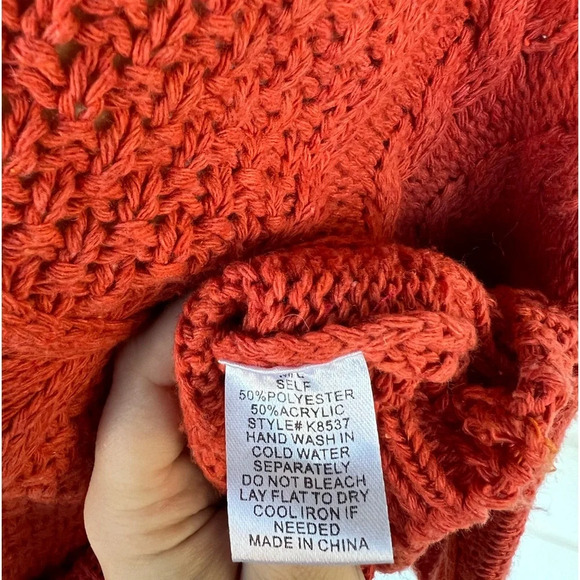 SELF
50%POLYESTER
50%ACRYLIC
STYLE# K8537
HAND WASH IN
COLD WATER
SEPARATELY
DO NOT BLEACH
LAY FLAT TO DRY
COOL IRON IF
NEEDED
MADE IN CHINA